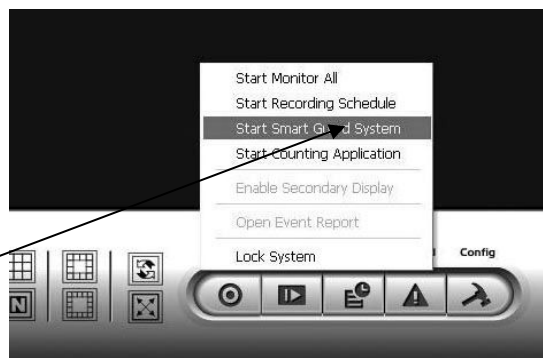 Start Monitor All
Start Recording Schedule
Start Smart Guard System
Start Counting Application
Enable Secondary Display
Open Event Report
Lock System
Config
N